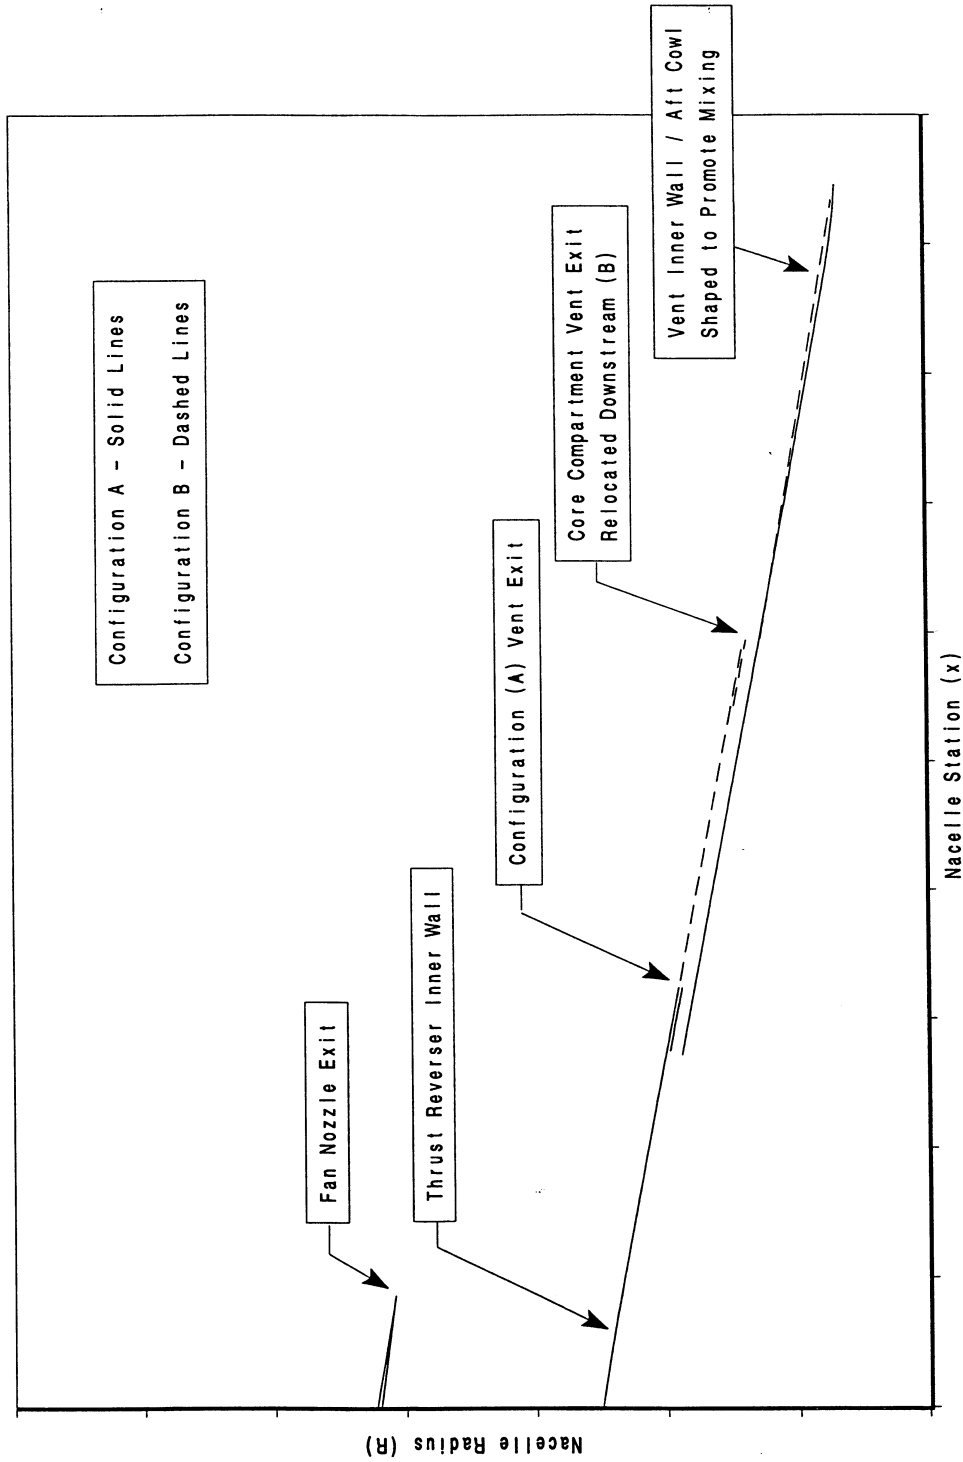 Configuration A - Solid Lines
Configuration B - Dashed Lines
Fan Nozzle Exit
Thrust Reverser Inner Wall
Configuration (A) Vent Exit
Core Compartment Vent Exit
Relocated Downstream (B)
Vent Inner Wall / Aft Cowl
Shaped to Promote Mixing
Nacelle Radius (R)
Nacelle Station (x)